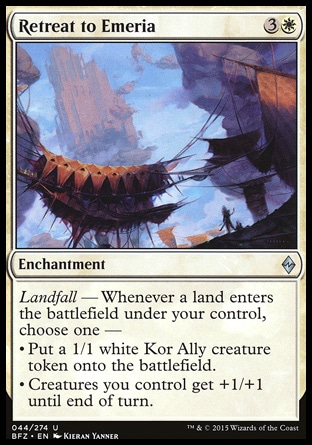 Retreat to Emeria 3
Enchantment
Landfall — Whenever a land enters
the battlefield under your control,
choose one —
• Put a 1/1 white Kor Ally creature
token onto the battlefield.
• Creatures you control get +1/+1
until end of turn.
044/274 U
BFZ • EN Kieran Yanner
™ & © 2015 Wizards of the Coast